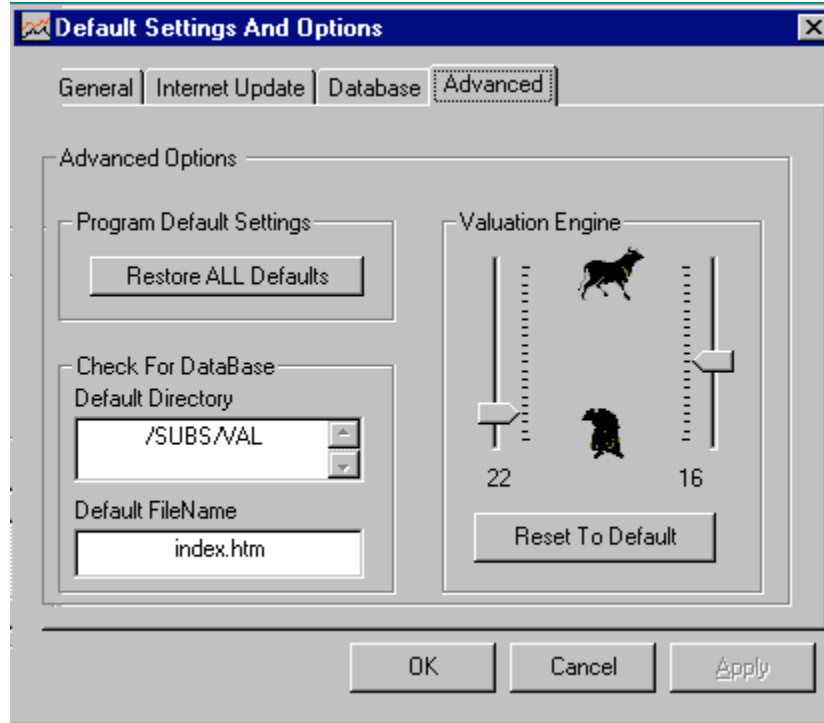 Default Settings And Options
General
Internet Update
Database
Advanced
Advanced Options
Program Default Settings
Restore ALL Defaults
Check For DataBase
Default Directory
/SUBS/VAL
Default FileName
index.htm
Valuation Engine
22
16
Reset To Default
OK
Cancel
Apply